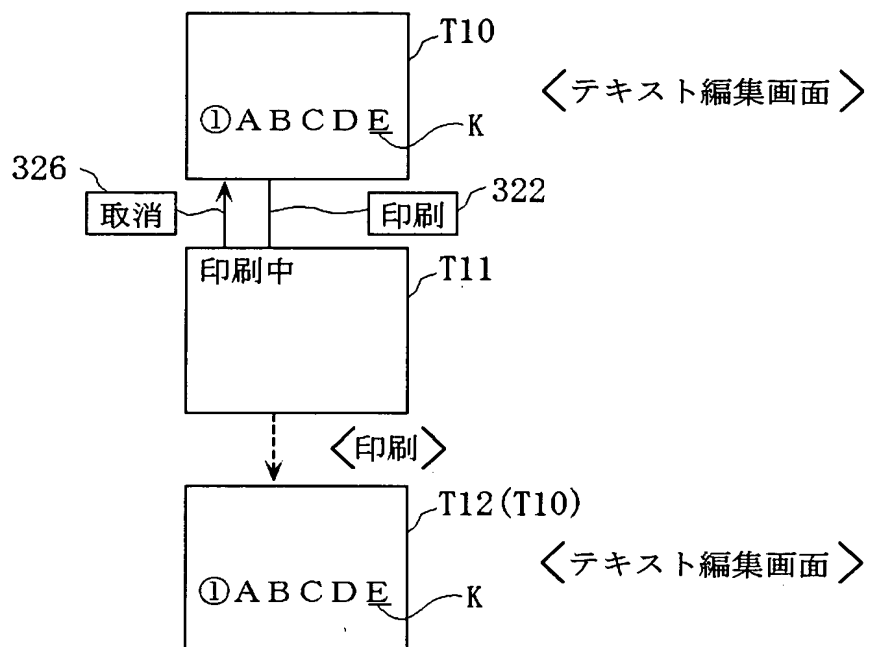 T10
<テキスト編集画面>
①ABCDE
K
326
取消
印刷
322
印刷中
T11
<印刷>
T12(T10)
<テキスト編集画面>
①ABCDE
K